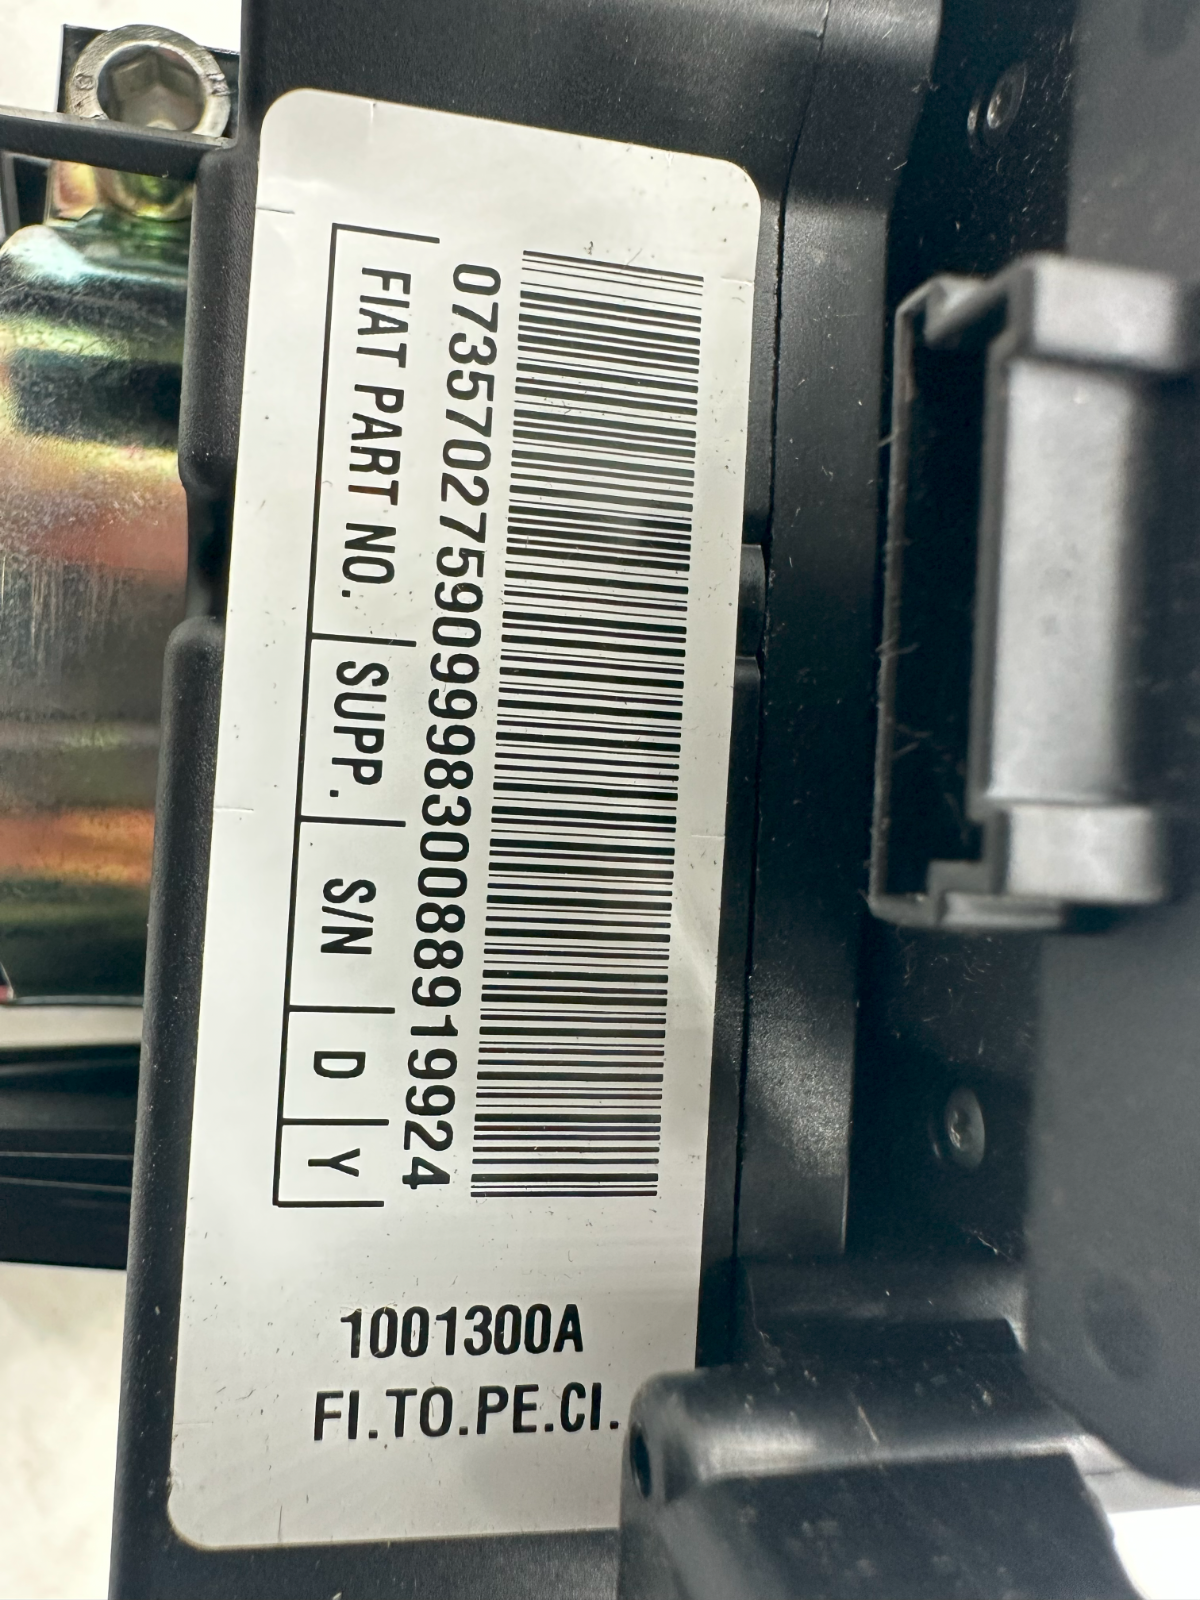 07357027590999830088919924
FIAT PART NO. SUPP. S/N D Y
1001300A
FI.TO.PE.CI.